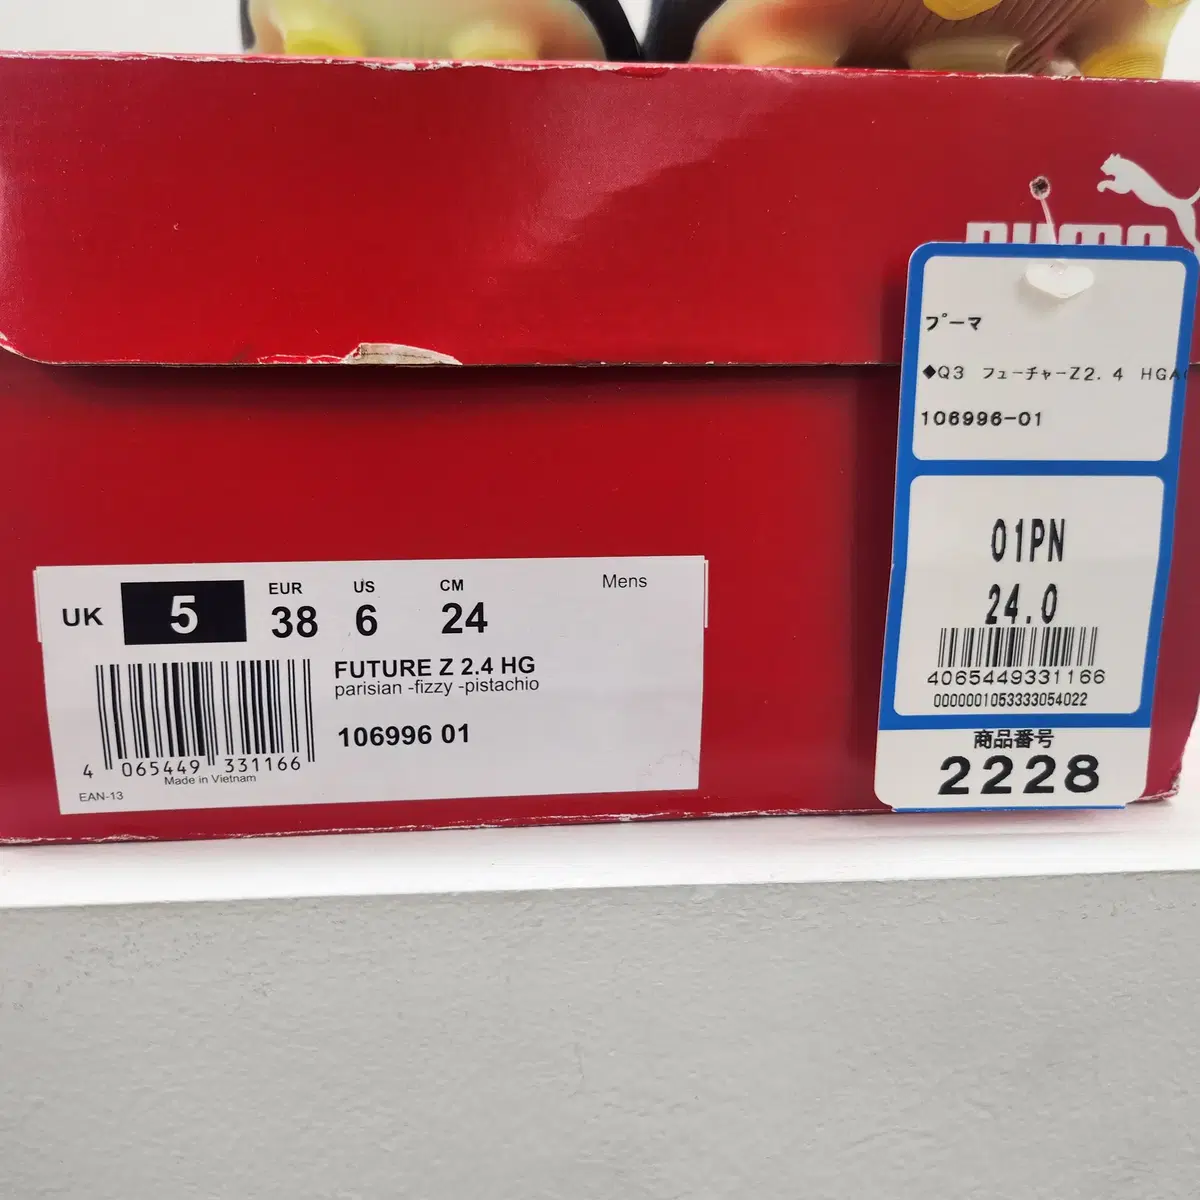 PUMA
プーマ
◆Q3 フューチャーZ2.4 HGA
106996-01
01PN
24.0
4065449331166
0000001053333054022
商品番号
2228
UK 5 EUR 38 US 6 CM 24 Mens
FUTURE Z 2.4 HG
parisian -fizzy -pistachio
106996 01
4 065449 331166
Made in Vietnam
EAN-13